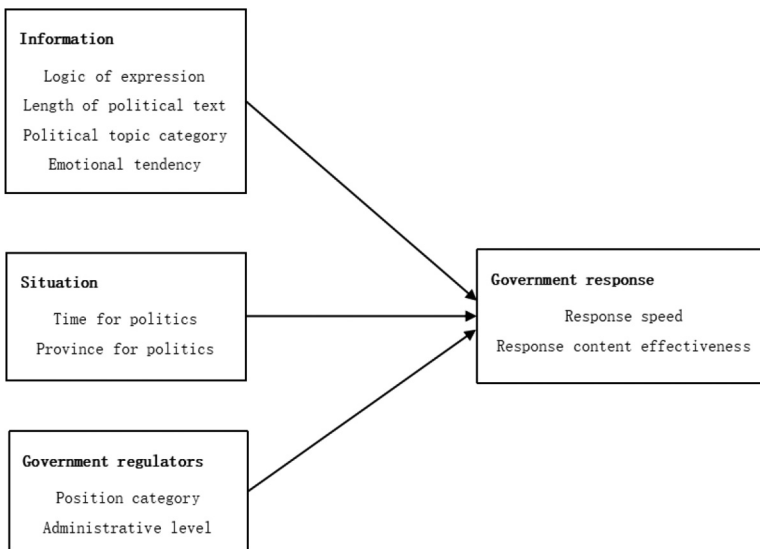 Information
Logic of expression
Length of political text
Political topic category
Emotional tendency
Situation
Time for politics
Province for politics
Government regulators
Position category
Administrative level
Government response
Response speed
Response content effectiveness